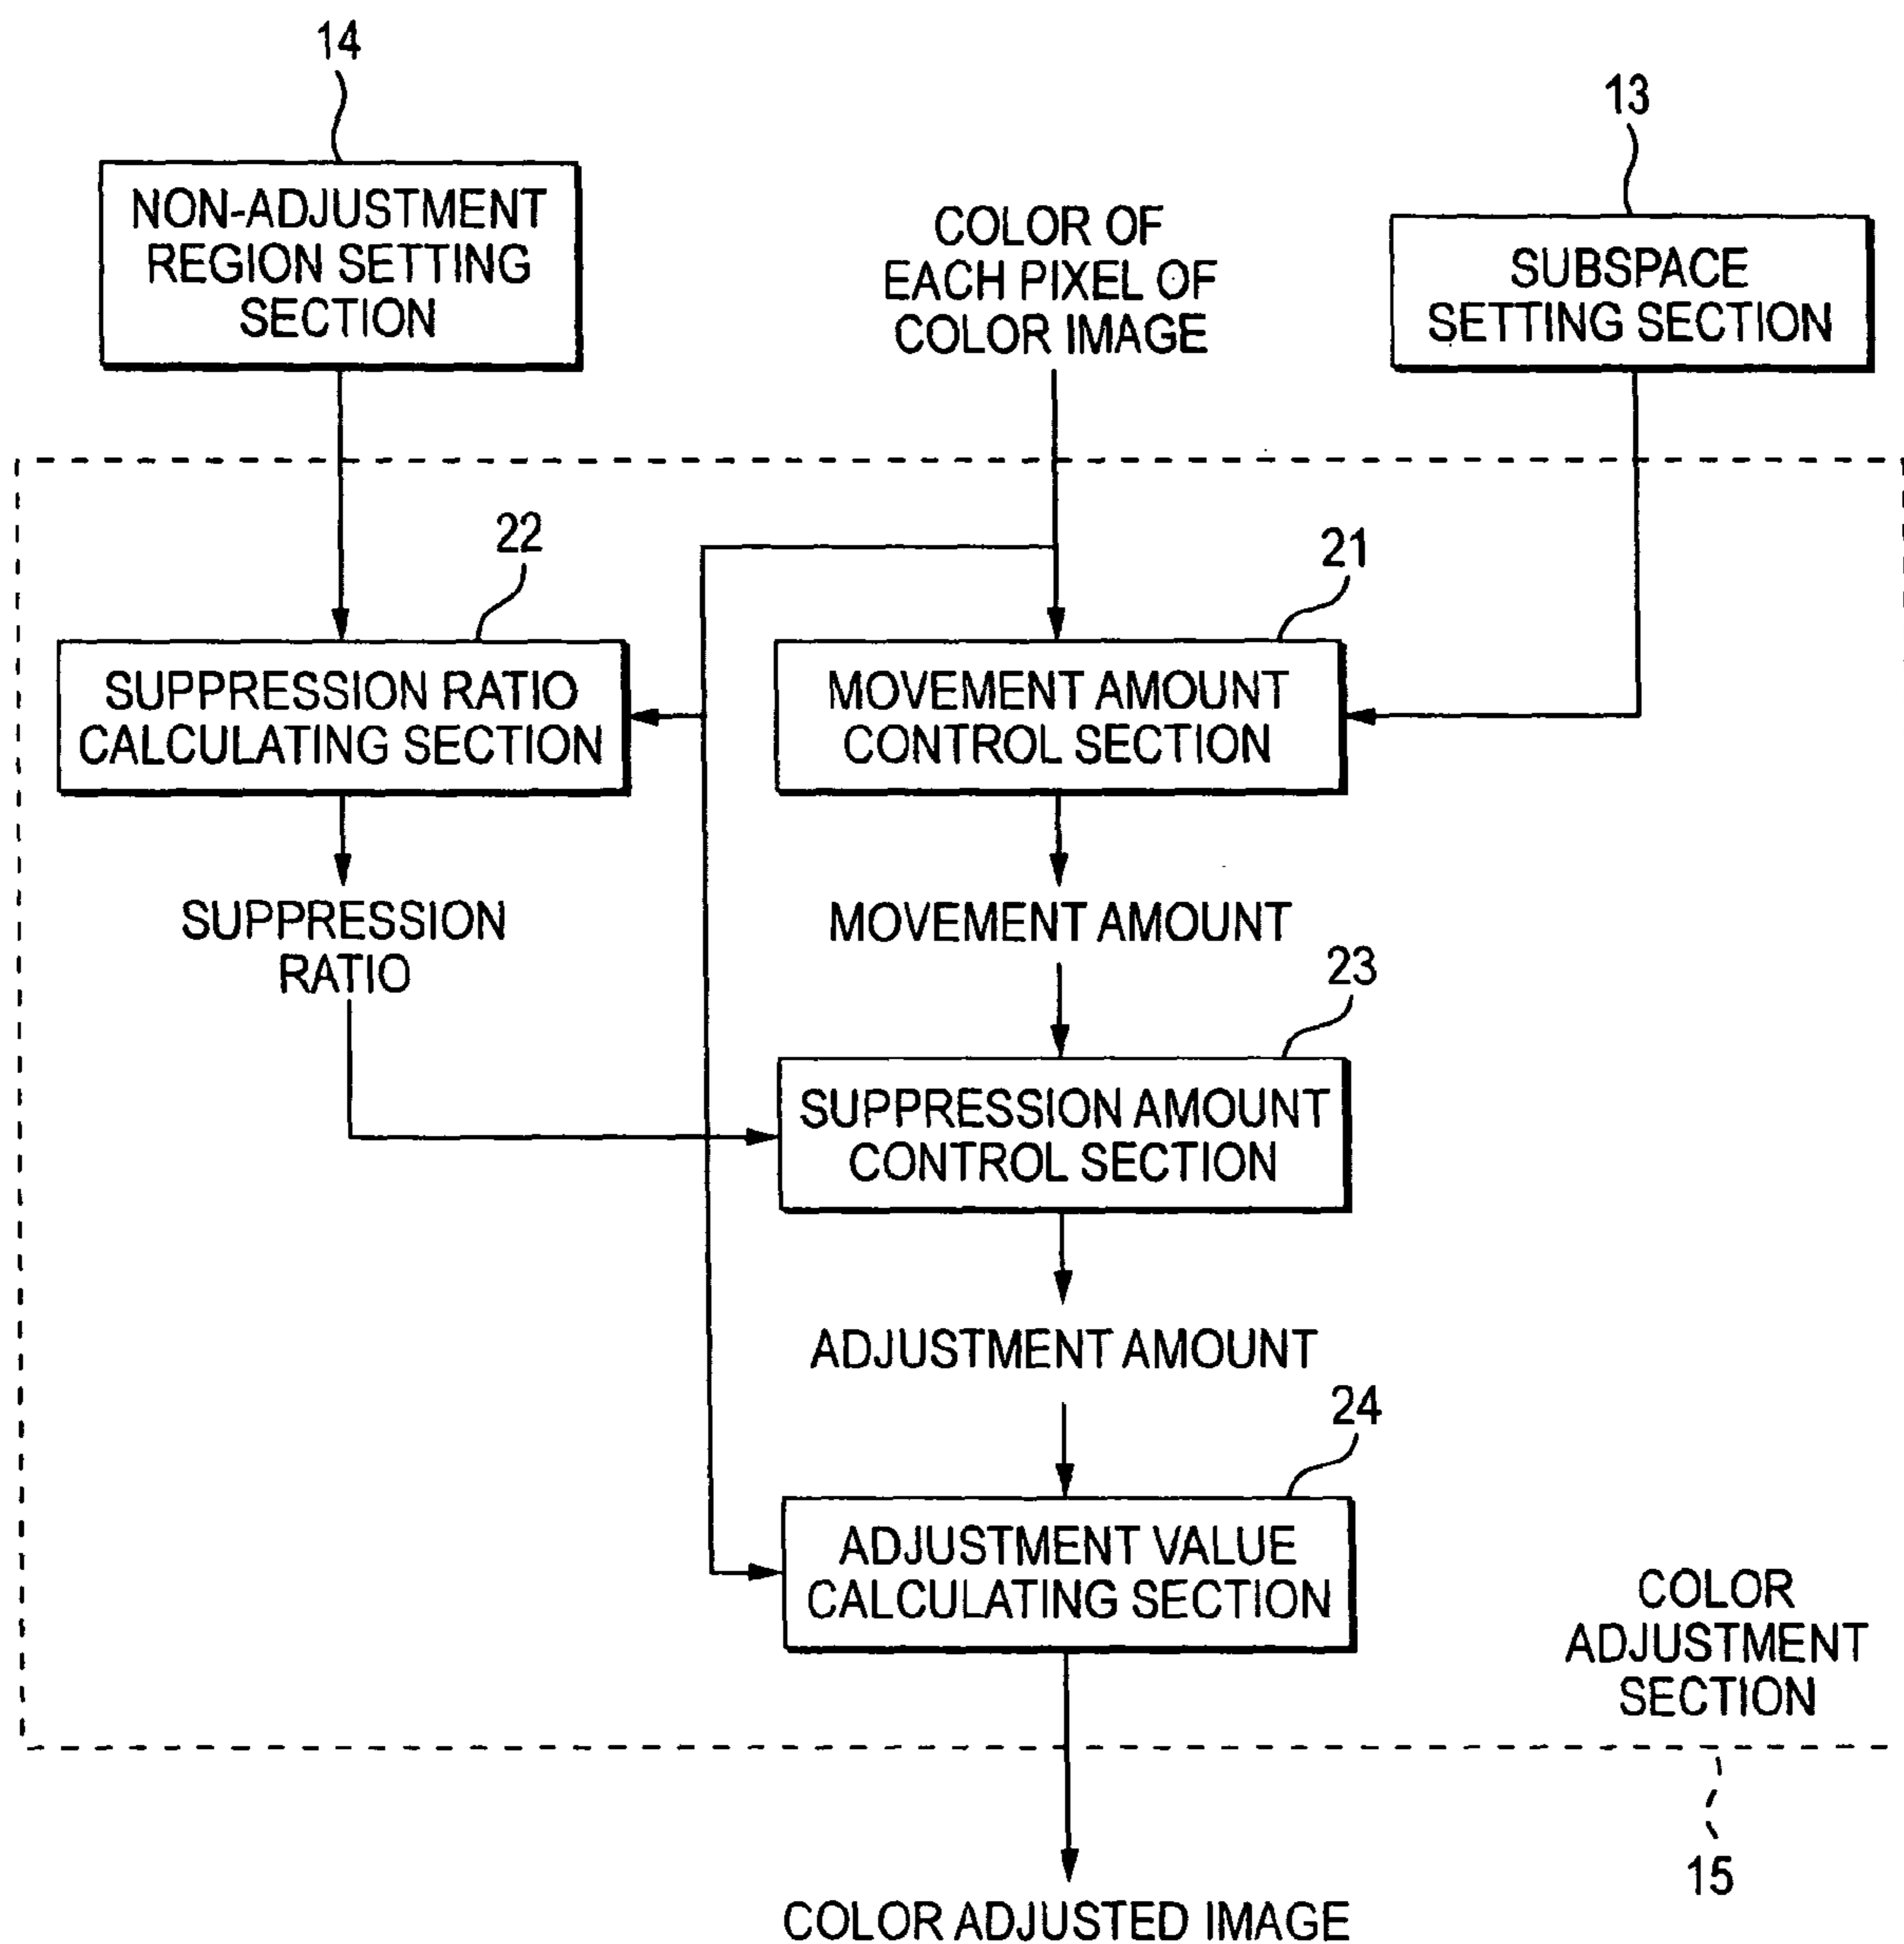 14
NON-ADJUSTMENT
REGION SETTING
SECTION
COLOR OF
EACH PIXEL OF
COLOR IMAGE
13
SUBSPACE
SETTING SECTION
22
SUPPRESSION RATIO
CALCULATING SECTION
21
MOVEMENT AMOUNT
CONTROL SECTION
SUPPRESSION
RATIO
MOVEMENT AMOUNT
23
SUPPRESSION AMOUNT
CONTROL SECTION
ADJUSTMENT AMOUNT
24
ADJUSTMENT VALUE
CALCULATING SECTION
COLOR
ADJUSTMENT
SECTION
15
COLOR ADJUSTED IMAGE